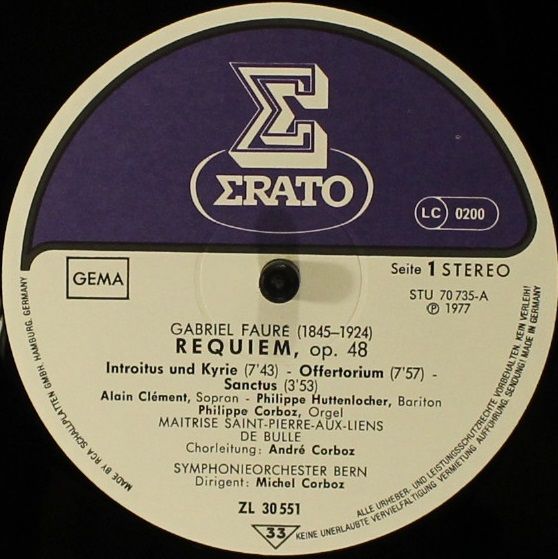 Σ
ΣRATO
LC 0200
GEMA
Seite 1 STEREO
STU 70 735-A
Ⓟ 1977
GABRIEL FAURÉ (1845-1924)
REQUIEM, op. 48
Introitus und Kyrie (7'43) - Offertorium (7'57) -
Sanctus (3'53)
Alain Clément, Sopran - Philippe Huttenlocher, Bariton
Philippe Corboz, Orgel
MAITRISE SAINT-PIERRE-AUX-LIENS
DE BULLE
Chorleitung: André Corboz
SYMPHONIEORCHESTER BERN
Dirigent: Michel Corboz
ZL 30 551
33
MADE BY RCA SCHALLPLATTEN GMBH, HAMBURG, GERMANY
ALLE URHEBER- UND LEISTUNGSSCHUTZRECHTE VORBEHALTEN. KEIN VERLEIH!
KEINE UNERLAUBTE VERVIELFÄLTIGUNG, VERMIETUNG, AUFFÜHRUNG, SENDUNG! MADE IN GERMANY